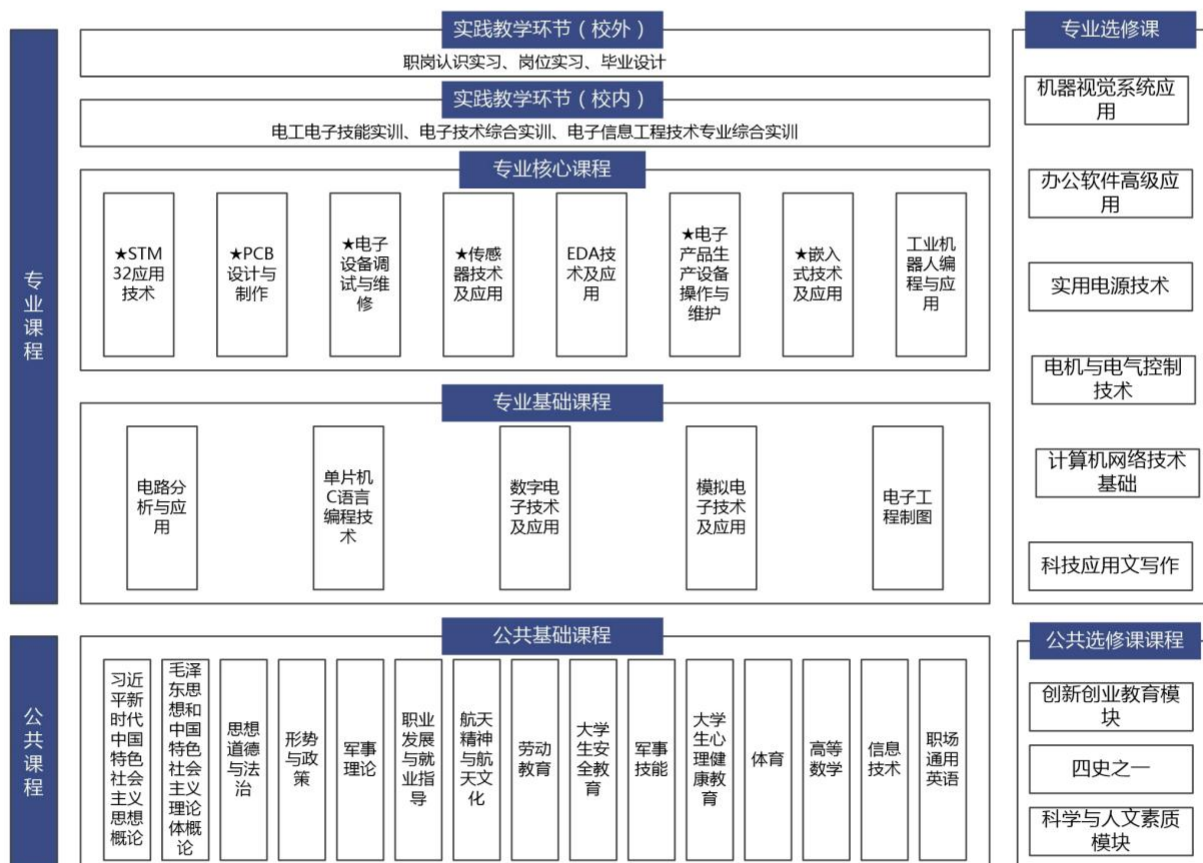 专业课程
实践教学环节（校外）
职岗认识实习、岗位实习、毕业设计
实践教学环节（校内）
电工电子技能实训、电子技术综合实训、电子信息工程技术专业综合实训
专业核心课程
★STM
32应用
技术
★PCB
设计与
制作
★电子
设备调
试与维
修
★传感
器技术
及应用
EDA技
术及应
用
★电子
产品生
产设备
操作与
维护
★嵌入
式技术
及应用
工业机
器人编
程与应
用
专业基础课程
电路分
析与应
用
单片机
C语言
编程技
术
数字电
子技术
及应用
模拟电
子技术
及应用
电子工
程制图
专业选修课
机器视觉系统应
用
办公软件高级应
用
实用电源技术
电机与电气控制
技术
计算机网络技术
基础
科技应用文写作
公共课程
公共基础课程
习近
平新
时代
中国
特色
社会
主义
思想
概论
毛泽
东思
想和
中国
特色
社会
主义
理论
体概
论
思想
道德
与法
治
形势
与政
策
军事
理论
职业
发展
与就
业指
导
航天
精神
与航
天文
化
劳动
教育
大学
生安
全教
育
军事
技能
大学
生心
理健
康教
育
体育
高等
数学
信息
技术
职场
通用
英语
公共选修课课程
创新创业教育模
块
四史之一
科学与人文素质
模块